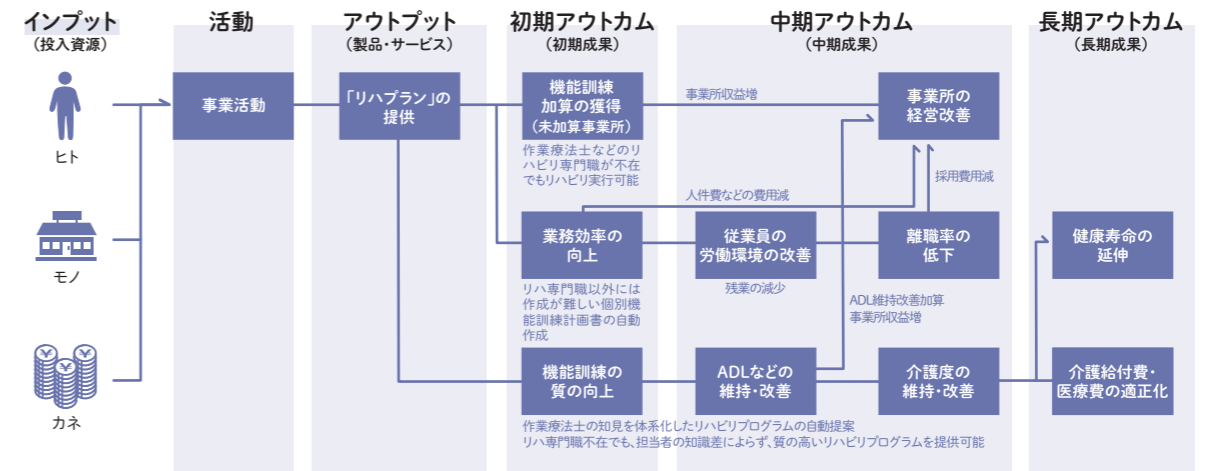 インプット
(投入資源)
活動
アウトプット
(製品・サービス)
初期アウトカム
(初期成果)
中期アウトカム
(中期成果)
長期アウトカム
(長期成果)
ヒト
モノ
カネ
事業活動
「リハプラン」の
提供
機能訓練
加算の獲得
(未加算事業所)
作業療法士などのリ
ハビリ専門職が不在
でもリハビリ実行可能
事業所収益増
事業所の
経営改善
人件費などの費用減
採用費用減
業務効率の
向上
リハ専門職以外には
作成が難しい個別機
能訓練計画書の自動
作成
従業員の
労働環境の改善
残業の減少
離職率の
低下
ADL維持改善加算
事業所収益増
健康寿命の
延伸
機能訓練の
質の向上
ADLなどの
維持・改善
介護度の
維持・改善
介護給付費・
医療費の適正化
作業療法士の知見を体系化したリハビリプログラムの自動提案
リハ専門職不在でも、担当者の知識差によらず、質の高いリハビリプログラムを提供可能